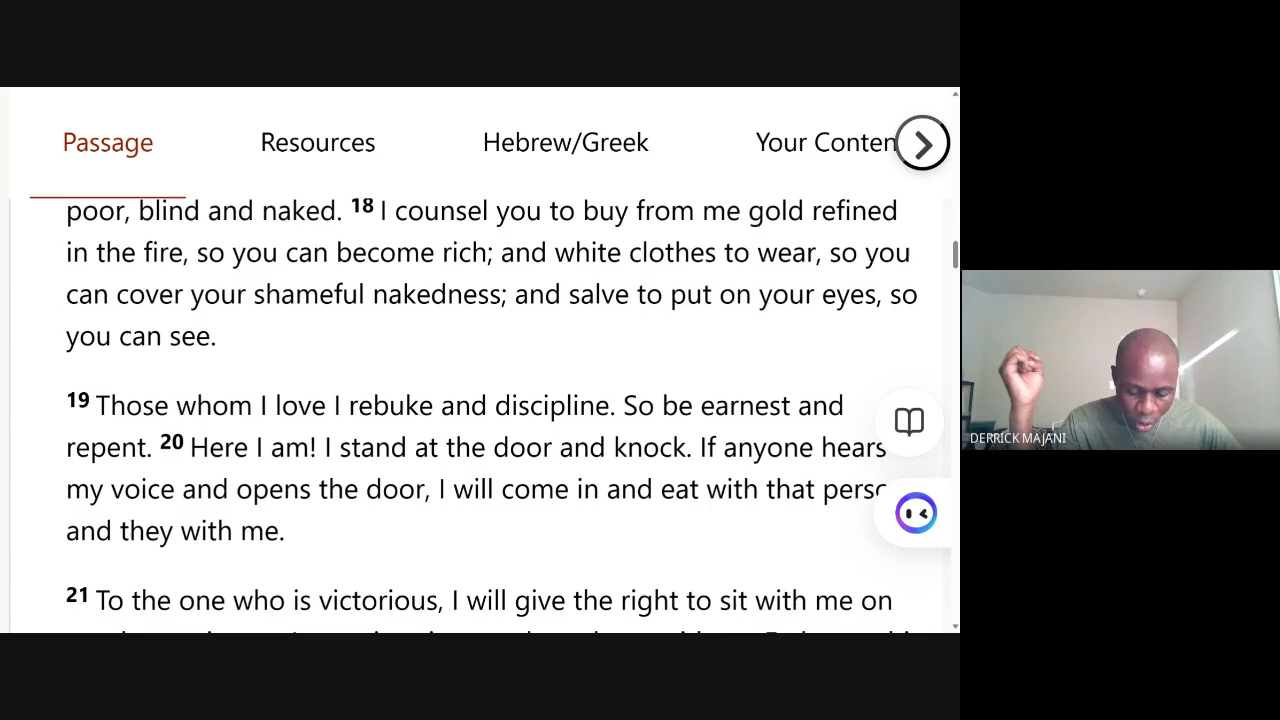 Passage
Resources
Hebrew/Greek
Your Conten
poor, blind and naked. 18 I counsel you to buy from me gold refined
in the fire, so you can become rich; and white clothes to wear, so you
can cover your shameful nakedness; and salve to put on your eyes, so
you can see.
19 Those whom I love I rebuke and discipline. So be earnest and
repent. 20 Here I am! I stand at the door and knock. If anyone hears
my voice and opens the door, I will come in and eat with that perso
and they with me.
21 To the one who is victorious, I will give the right to sit with me on
DERRICK MAJANI